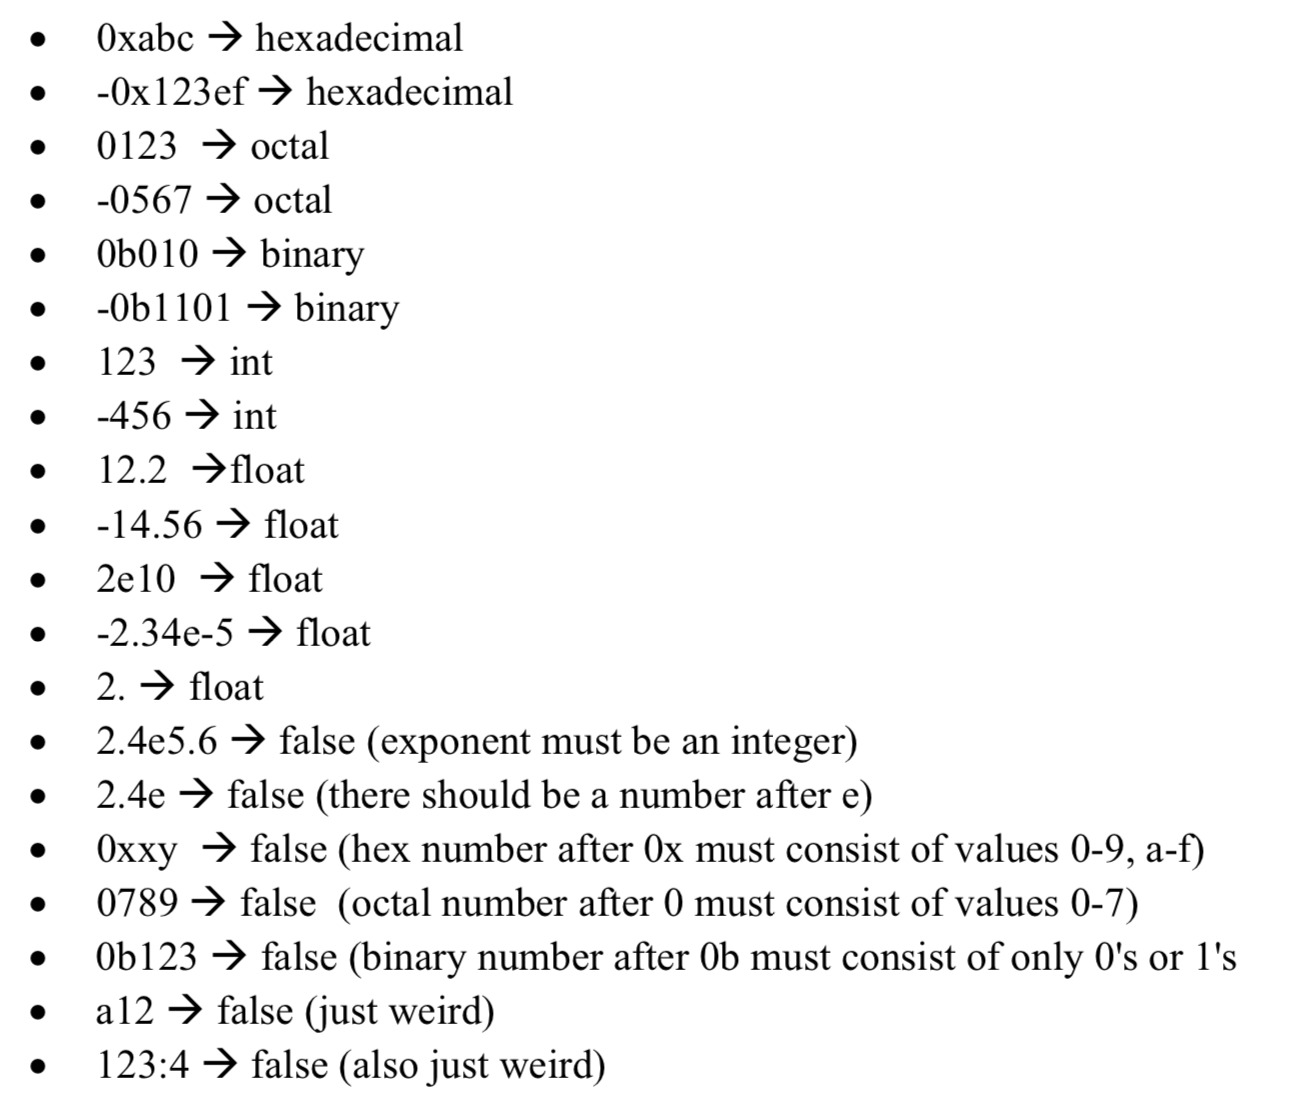 • 0xabc → hexadecimal
• -0x123ef → hexadecimal
• 0123 → octal
• -0567 → octal
• 0b010 → binary
• -0b1101 → binary
• 123 → int
• -456 → int
• 12.2 →float
• -14.56 → float
• 2e10 → float
• -2.34e-5 → float
• 2. → float
• 2.4e5.6 → false (exponent must be an integer)
• 2.4e → false (there should be a number after e)
• 0xxy → false (hex number after 0x must consist of values 0-9, a-f)
• 0789 → false (octal number after 0 must consist of values 0-7)
• 0b123 → false (binary number after 0b must consist of only 0's or 1's
• a12 → false (just weird)
• 123:4 → false (also just weird)